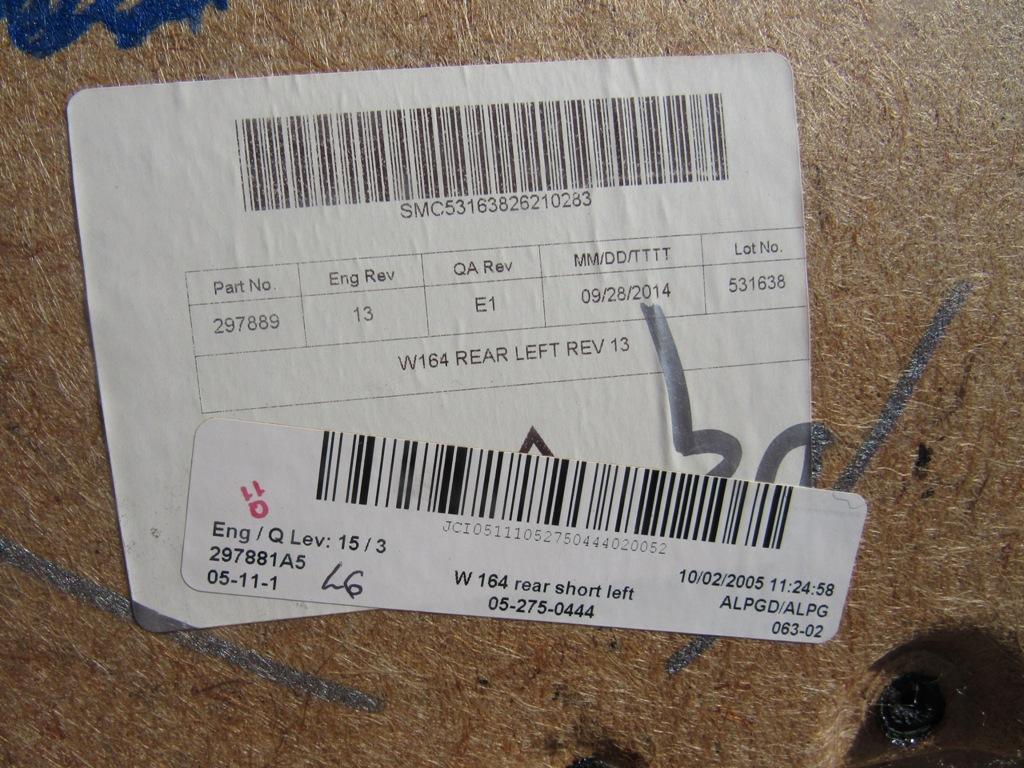 SMC53163826210283
Part No. Eng Rev QA Rev MM/DD/TTTT Lot No.
297889 13 E1 09/28/2014 531638
W164 REAR LEFT REV 13
JCI05111052750444020052
Eng / Q Lev: 15 / 3
297881A5
05-11-1
W 164 rear short left
05-275-0444
10/02/2005 11:24:58
ALPGD/ALPG
063-02